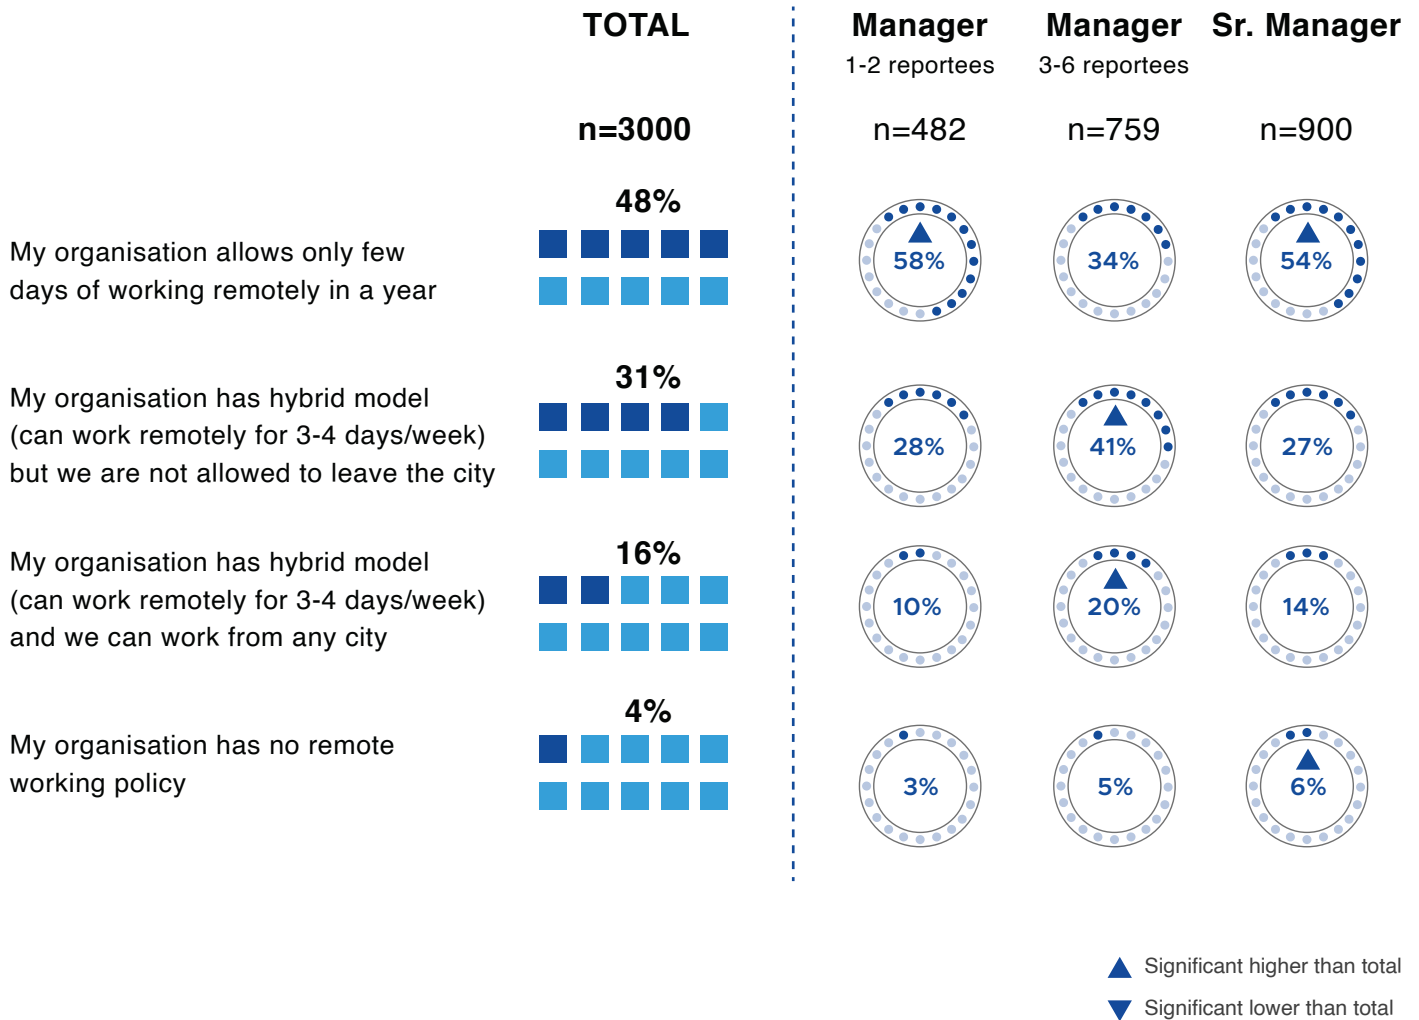 TOTAL
Manager
Manager
Sr. Manager
1-2 reportees
3-6 reportees
n=3000
n=482
n=759
n=900
48%
My organisation allows only few
days of working remotely in a year
58%
34%
54%
31%
My organisation has hybrid model
(can work remotely for 3-4 days/week)
but we are not allowed to leave the city
28%
41%
27%
16%
My organisation has hybrid model
(can work remotely for 3-4 days/week)
and we can work from any city
10%
20%
14%
4%
My organisation has no remote
working policy
3%
5%
6%
Significant higher than total
Significant lower than total